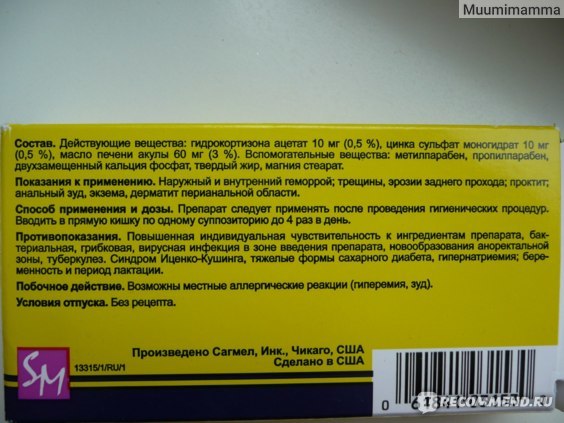 Muumimamma
Состав. Действующие вещества: гидрокортизона ацетат 10 мг (0,5 %), цинка сульфат моногидрат 10 мг
(0,5 %), масло печени акулы 60 мг (3 %). Вспомогательные вещества: метилпарабен, пропилпарабен,
двухзамещенный кальция фосфат, твердый жир, магния стеарат.
Показания к применению. Наружный и внутренний геморрой; трещины, эрозии заднего прохода; проктит;
анальный зуд, экзема, дерматит перианальной области.
Способ применения и дозы. Препарат следует применять после проведения гигиенических процедур.
Вводить в прямую кишку по одному суппозиторию до 4 раз в день.
Противопоказания. Повышенная индивидуальная чувствительность к ингредиентам препарата, бак-
териальная, грибковая, вирусная инфекция в зоне введения препарата, новообразования аноректальной
зоны, туберкулез. Синдром Иценко-Кушинга, тяжелые формы сахарного диабета, гипернатриемия; бере-
менность и период лактации.
Побочное действие. Возможны местные аллергические реакции (гиперемия, зуд).
Условия отпуска. Без рецепта.
Произведено Сагмел, Инк., Чикаго, США
Сделано в США
SM
13315/1/RU/1
0
IRECOMMEND.RU